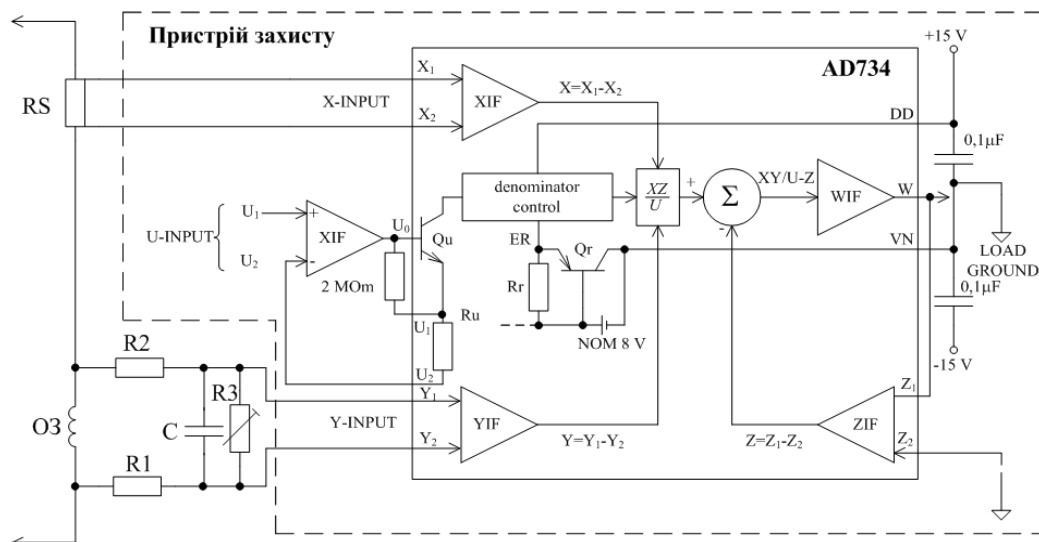 Пристрій захисту
+15 V
AD734
RS
X₁
X-INPUT
X₂
XIF
X=X₁-X₂
DD
0,1µF
denominator
control
XZ
U
+
Σ
-
XY/U-Z
WIF
W
U-INPUT
U₁
U₂
+
-
XIF
U₀
Qu
2 MOm
ER
Qr
Rr
VN
LOAD
GROUND
0,1µF
NOM 8 V
Ru
U₁
U₂
-15 V
R2
R3
C
R1
ОЗ
Y₁
Y-INPUT
Y₂
YIF
Y=Y₁-Y₂
Z=Z₁-Z₂
ZIF
Z₁
Z₂